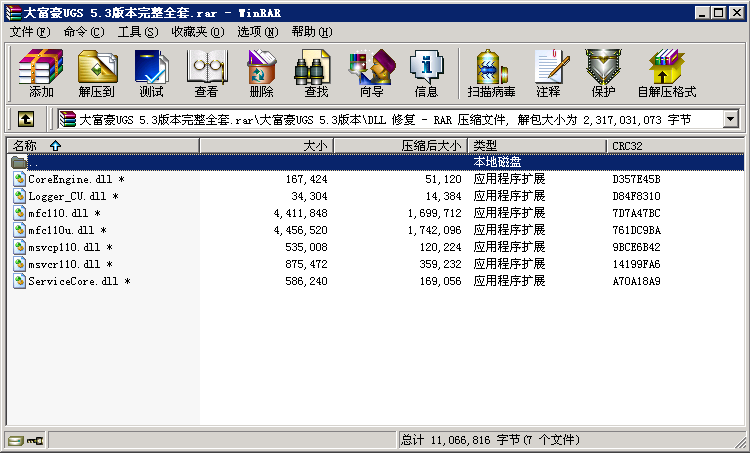 大富豪UGS 5.3版本完整全套.rar - WinRAR
文件(F) 命令(C) 工具(S) 收藏夹(O) 选项(N) 帮助(H)
添加 解压到 测试 查看 删除 查找 向导 信息 扫描病毒 注释 保护 自解压格式
大富豪UGS 5.3版本完整全套.rar\大富豪UGS 5.3版本\DLL 修复 - RAR 压缩文件, 解包大小为 2,317,031,073 字节
名称 大小 压缩后大小 类型 CRC32
.. 本地磁盘
CoreEngine.dll * 167,424 51,120 应用程序扩展 D357E45B
Logger_CU.dll * 34,304 14,384 应用程序扩展 D84F8310
mfc110.dll * 4,411,848 1,699,712 应用程序扩展 7D7A47BC
mfc110u.dll * 4,456,520 1,742,096 应用程序扩展 761DC9BA
msvcp110.dll * 535,008 120,224 应用程序扩展 9BCE6B42
msvcr110.dll * 875,472 359,232 应用程序扩展 14199FA6
ServiceCore.dll * 586,240 169,056 应用程序扩展 A70A18A9
总计 11,066,816 字节(7 个文件)